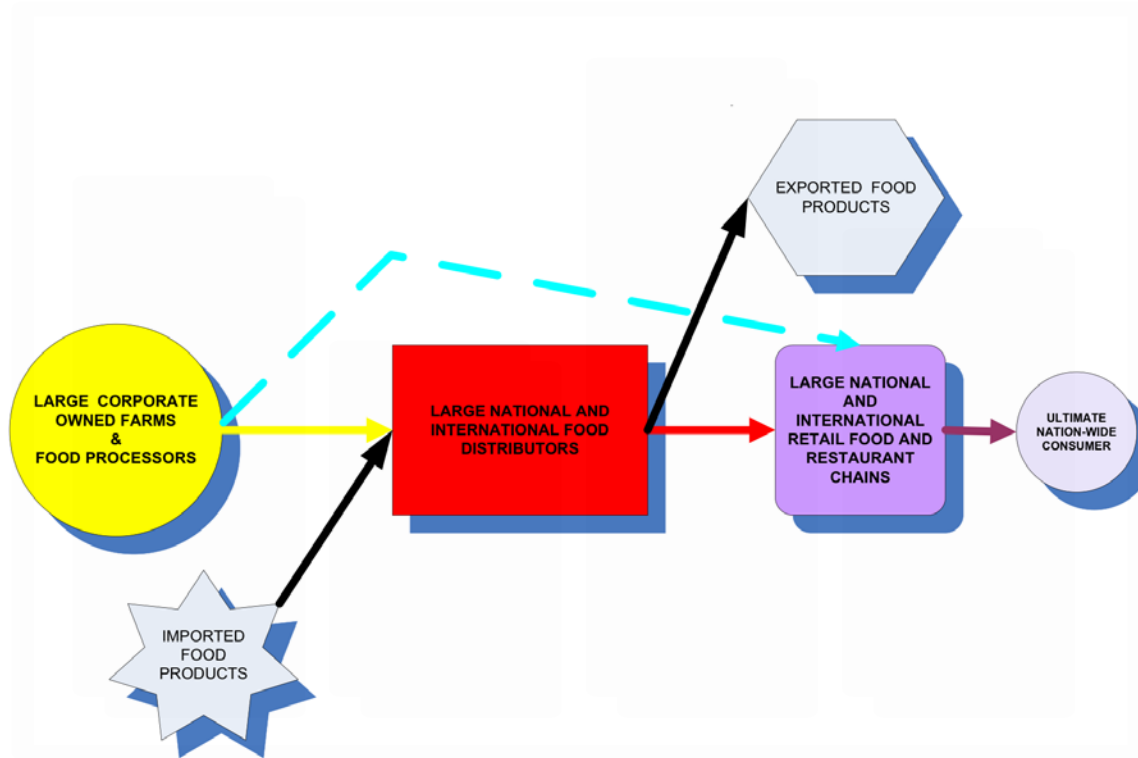 EXPORTED FOOD
PRODUCTS
LARGE CORPORATE
OWNED FARMS
&
FOOD PROCESSORS
LARGE NATIONAL AND
INTERNATIONAL FOOD
DISTRIBUTORS
LARGE NATIONAL
AND
INTERNATIONAL
RETAIL FOOD AND
RESTAURANT
CHAINS
ULTIMATE
NATION-WIDE
CONSUMER
IMPORTED
FOOD
PRODUCTS